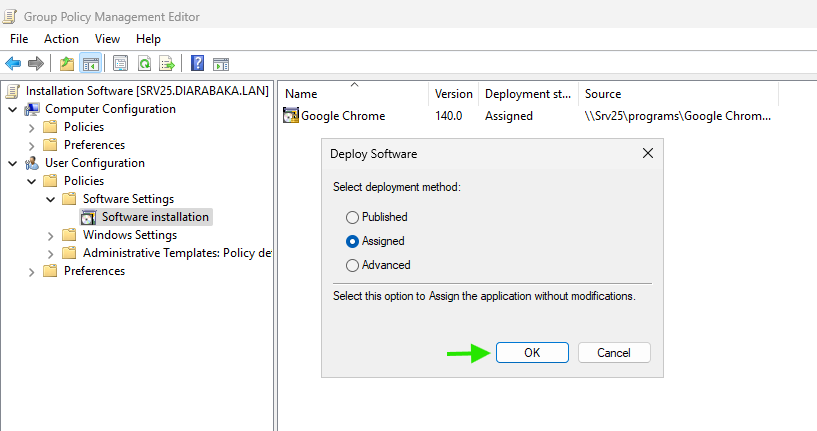 Group Policy Management Editor
File Action View Help
Installation Software [SRV25.DIARABAKA.LAN]
Computer Configuration
Policies
Preferences
User Configuration
Policies
Software Settings
Software installation
Windows Settings
Administrative Templates: Policy de
Preferences
Name Version Deployment st... Source
Google Chrome 140.0 Assigned \\Srv25\programs\Google Chrom...
Deploy Software
Select deployment method:
Published
Assigned
Advanced
Select this option to Assign the application without modifications.
OK Cancel